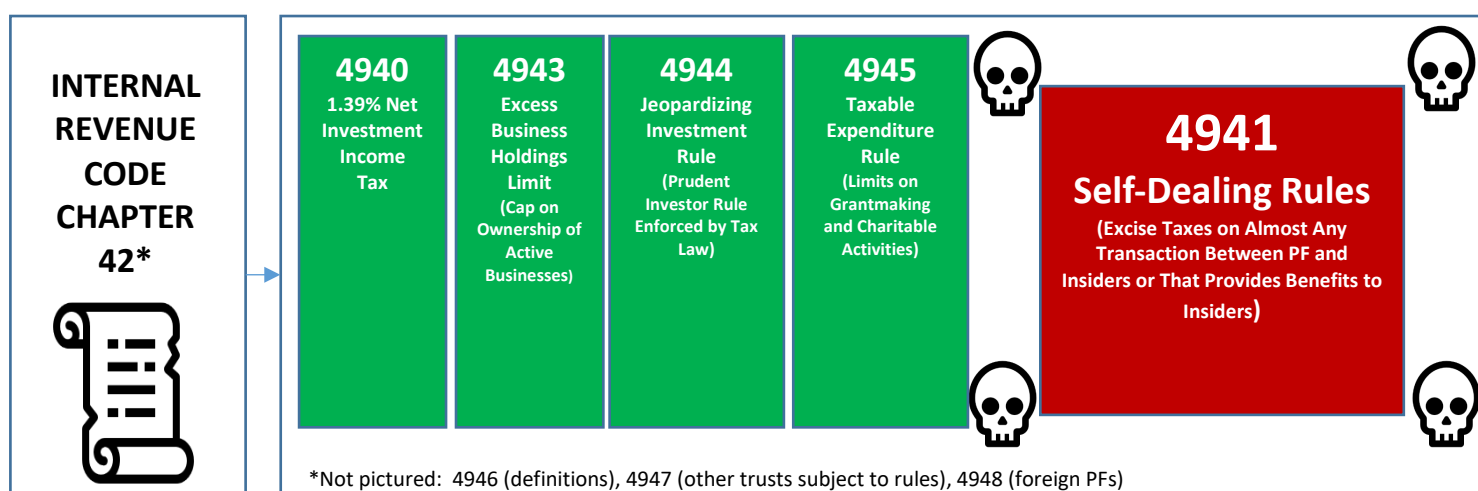 INTERNAL
REVENUE
CODE
CHAPTER
42*
4940
1.39% Net
Investment
Income
Tax
4943
Excess
Business
Holdings
Limit
(Cap on
Ownership of
Active
Businesses)
4944
Jeopardizing
Investment
Rule
(Prudent
Investor Rule
Enforced by Tax
Law)
4945
Taxable
Expenditure
Rule
(Limits on
Grantmaking
and Charitable
Activities)
4941
Self-Dealing Rules
(Excise Taxes on Almost Any
Transaction Between PF and
Insiders or That Provides Benefits to
Insiders)
*Not pictured: 4946 (definitions), 4947 (other trusts subject to rules), 4948 (foreign PFs)